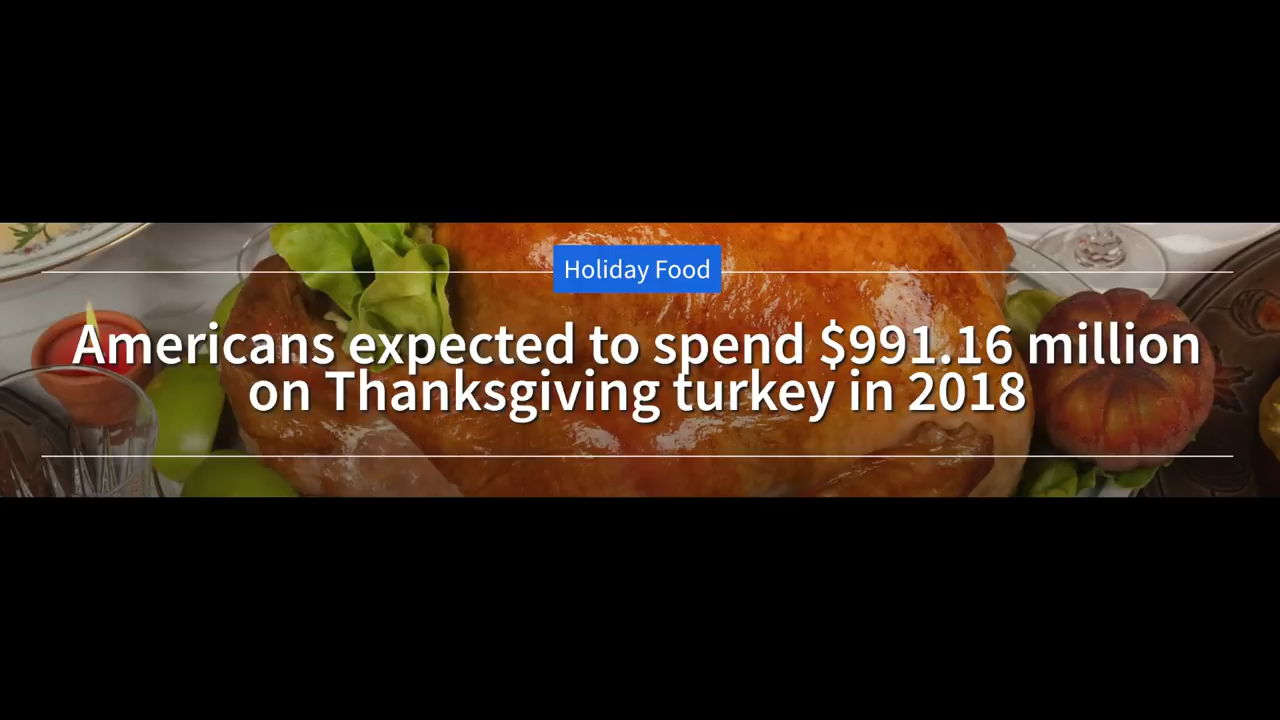 Holiday Food
Americans expected to spend $991.16 million
on Thanksgiving turkey in 2018